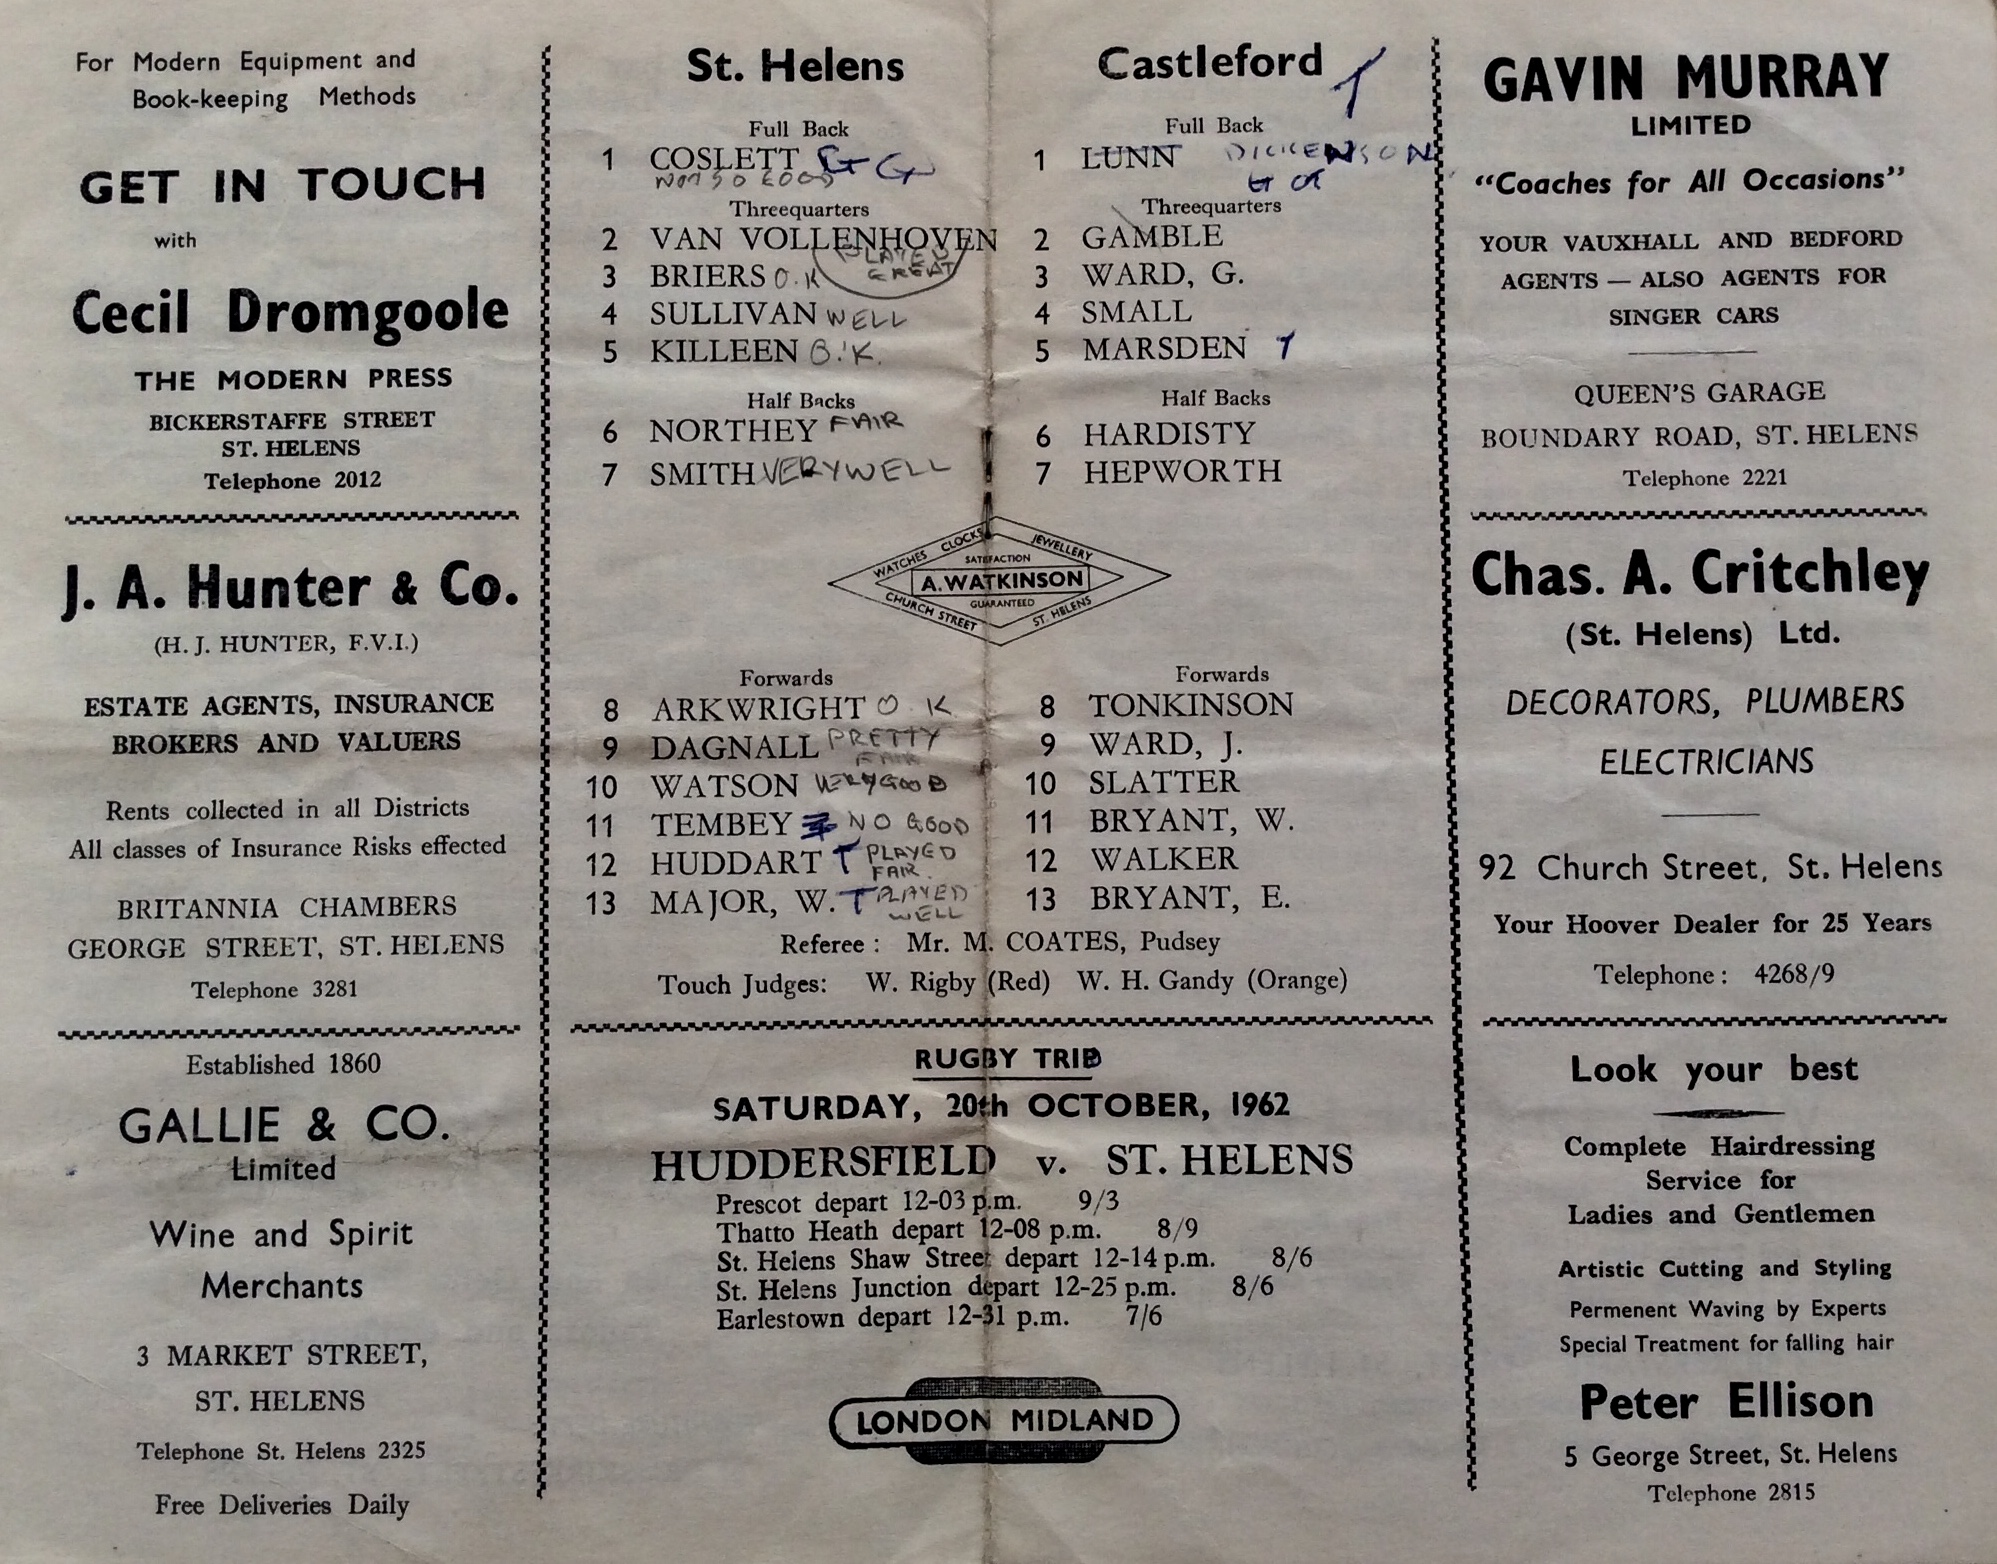 For Modern Equipment and
Book-keeping Methods
GET IN TOUCH
with
Cecil Dromgoole
THE MODERN PRESS
BICKERSTAFFE STREET
ST. HELENS
Telephone 2012
J. A. Hunter & Co.
(H. J. HUNTER, F.V.I.)
ESTATE AGENTS, INSURANCE
BROKERS AND VALUERS
Rents collected in all Districts
All classes of Insurance Risks effected
BRITANNIA CHAMBERS
GEORGE STREET, ST. HELENS
Telephone 3281
Established 1860
GALLIE & CO.
Limited
Wine and Spirit
Merchants
3 MARKET STREET,
ST. HELENS
Telephone St. Helens 2325
Free Deliveries Daily
St. Helens
Full Back
1 COSLETT G G
NOT SO GOOD
Threequarters
2 VAN VOLLENHOVEN
PLAYED
GREAT
3 BRIERS O.K
4 SULLIVAN WELL
5 KILLEEN O.K.
Half Backs
6 NORTHEY FAIR
7 SMITH VERY WELL
Castleford T
Full Back
1 LUNN DICKENSON
Threequarters
2 GAMBLE
3 WARD, G.
4 SMALL
5 MARSDEN T
Half Backs
6 HARDISTY
7 HEPWORTH
WATCHES CLOCKS JEWELLERY
SATISFACTION
A. WATKINSON
GUARANTEED
CHURCH STREET ST. HELENS
Forwards
8 ARKWRIGHT O.K
9 DAGNALL PRETTY
FAIR
10 WATSON VERY GOOD
11 TEMBEY NO GOOD
12 HUDDART T PLAYED
FAIR.
13 MAJOR, W. T PLAYED
WELL
Forwards
8 TONKINSON
9 WARD, J.
10 SLATTER
11 BRYANT, W.
12 WALKER
13 BRYANT, E.
Referee : Mr. M. COATES, Pudsey
Touch Judges: W. Rigby (Red) W. H. Gandy (Orange)
RUGBY TRIP
SATURDAY, 20th OCTOBER, 1962
HUDDERSFIELD v. ST. HELENS
Prescot depart 12-03 p.m. 9/3
Thatto Heath depart 12-08 p.m. 8/9
St. Helens Shaw Street depart 12-14 p.m. 8/6
St. Helens Junction depart 12-25 p.m. 8/6
Earlestown depart 12-31 p.m. 7/6
LONDON MIDLAND
GAVIN MURRAY
LIMITED
"Coaches for All Occasions"
YOUR VAUXHALL AND BEDFORD
AGENTS — ALSO AGENTS FOR
SINGER CARS
QUEEN'S GARAGE
BOUNDARY ROAD, ST. HELENS
Telephone 2221
Chas. A. Critchley
(St. Helens) Ltd.
DECORATORS, PLUMBERS
ELECTRICIANS
92 Church Street, St. Helens
Your Hoover Dealer for 25 Years
Telephone : 4268/9
Look your best
Complete Hairdressing
Service for
Ladies and Gentlemen
Artistic Cutting and Styling
Permenent Waving by Experts
Special Treatment for falling hair
Peter Ellison
5 George Street, St. Helens
Telephone 2815